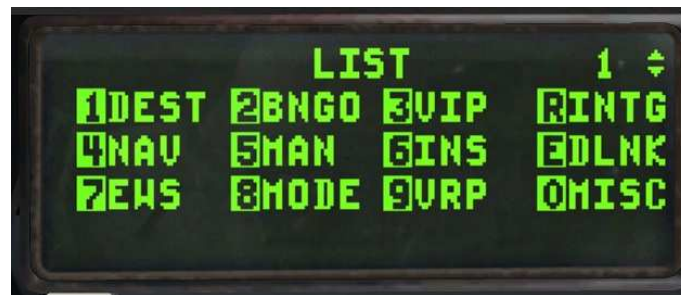 LIST 1
1DEST 2BNGO 3VIP RINTG
4NAV 5MAN 6INS EDLNK
7EWS 8MODE 9VRP 0MISC